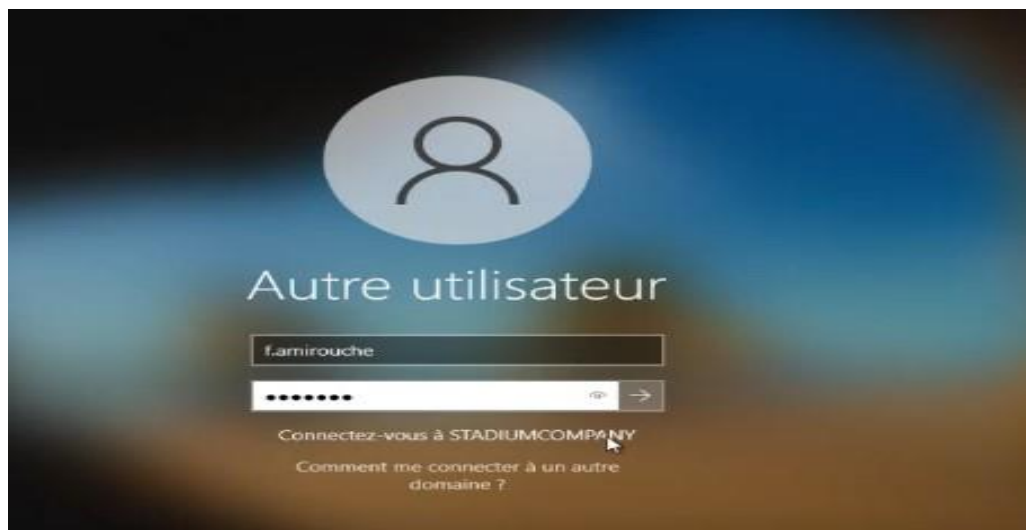 Autre utilisateur
f.amirouche
•••••••
Connectez-vous à STADIUMCOMPANY
Comment me connecter à un autre
domaine ?